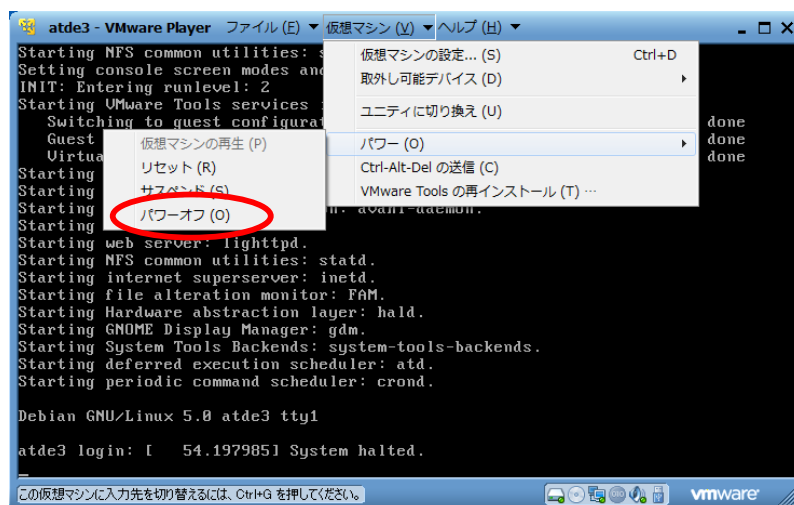 atde3 - VMware Player ファイル (F) ▼ 仮想マシン (V) ▼ ヘルプ (H) ▼
Starting NFS common utilities:
Setting console screen modes and
INIT: Entering runlevel: 2
Starting VMware Tools services
Switching to guest configurat done
Guest done
Virtua done
仮想マシンの設定... (S) Ctrl+D
取外し可能デバイス (D)
ユニティに切り換え (U)
パワー (O)
Ctrl-Alt-Del の送信 (C)
VMware Tools の再インストール (T) ...
仮想マシンの再生 (P)
リセット (R)
サスペンド (S)
パワーオフ (O)
Starting
Starting
Starting avahi-daemon.
Starting
Starting web server: lighttpd.
Starting NFS common utilities: statd.
Starting internet superserver: inetd.
Starting file alteration monitor: FAM.
Starting Hardware abstraction layer: hald.
Starting GNOME Display Manager: gdm.
Starting System Tools Backends: system-tools-backends.
Starting deferred execution scheduler: atd.
Starting periodic command scheduler: crond.
Debian GNU/Linux 5.0 atde3 tty1
atde3 login: [ 54.197985] System halted.
この仮想マシンに入力先を切り替えるには、Ctrl+G を押してください。
vmware